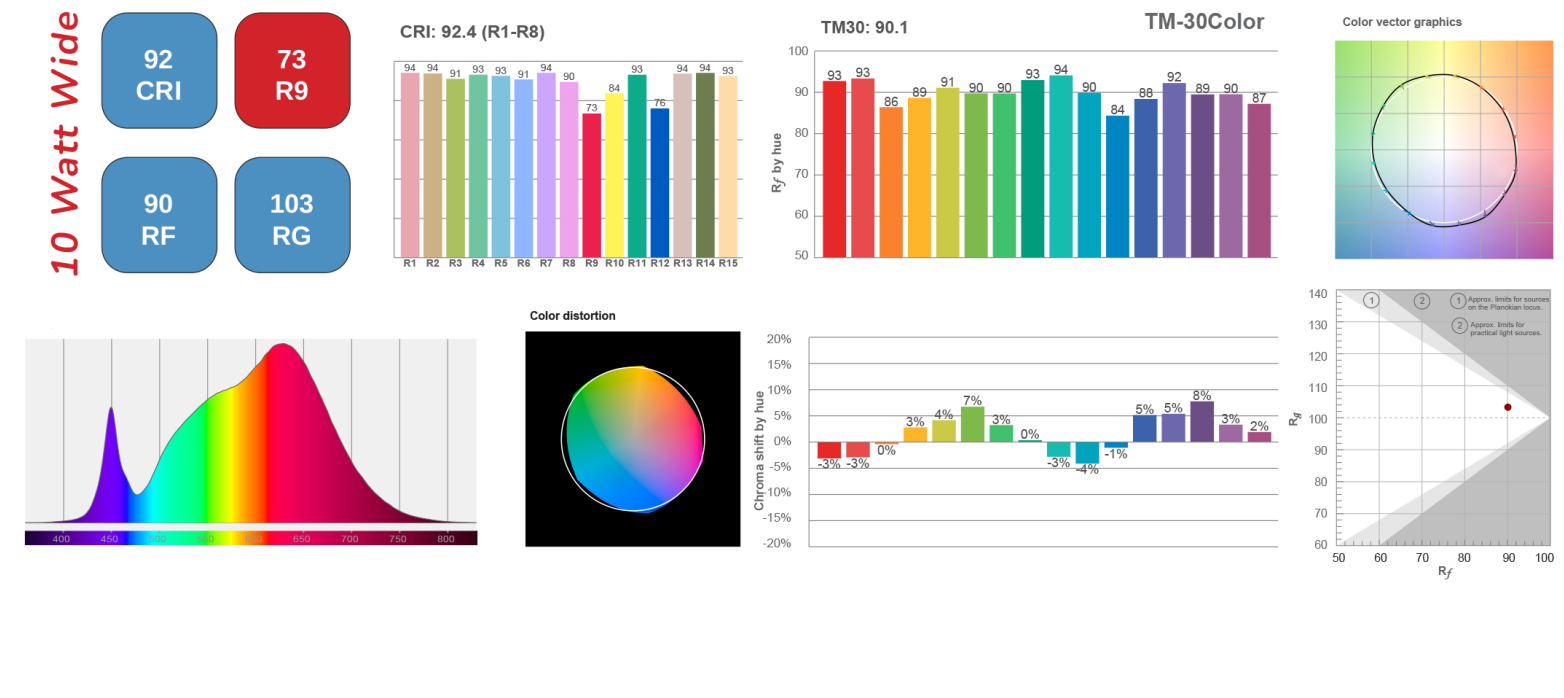 10 Watt Wide
92
CRI
73
R9
90
RF
103
RG
CRI: 92.4 (R1-R8)
94 94 91 93 93 91 94 90 73 84 93 76 94 94 93
R1 R2 R3 R4 R5 R6 R7 R8 R9 R10 R11 R12 R13 R14 R15
TM30: 90.1
TM-30Color
Rf by hue
100
90
80
70
60
50
93 93 86 89 91 90 90 93 94 90 84 88 92 89 90 87
Color vector graphics
400 450 500 550 600 650 700 750 800
Color distortion
Chroma shift by hue
20%
15%
10%
5%
0%
-5%
-10%
-15%
-20%
-3% -3% 0% 3% 4% 7% 3% 0% -3% -4% -1% 5% 5% 8% 3% 2%
Rg
140
130
120
110
100
90
80
70
60
1 2
1 Approx. limits for sources
on the Planckian locus.
2 Approx. limits for
practical light sources.
50 60 70 80 90 100
Rf